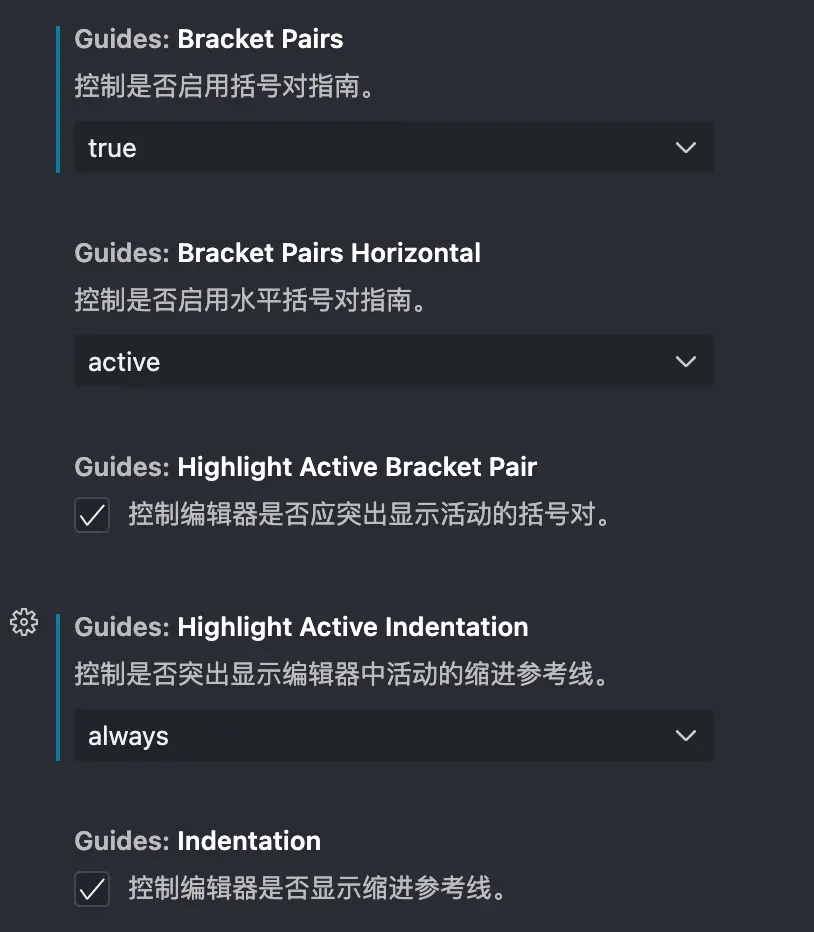 Guides: Bracket Pairs
控制是否启用括号对指南。
true
Guides: Bracket Pairs Horizontal
控制是否启用水平括号对指南。
active
Guides: Highlight Active Bracket Pair
控制编辑器是否应突出显示活动的括号对。
Guides: Highlight Active Indentation
控制是否突出显示编辑器中活动的缩进参考线。
always
Guides: Indentation
控制编辑器是否显示缩进参考线。